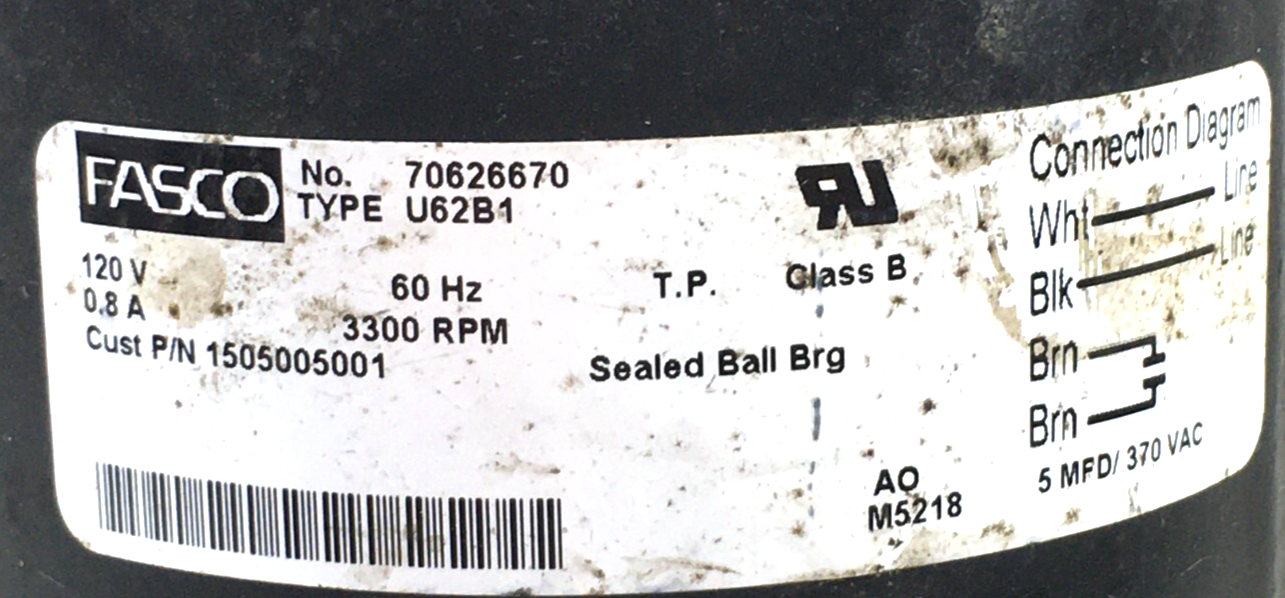 FASCO
No. 70626670
TYPE U62B1
120 V
0.8 A
60 Hz
3300 RPM
Cust P/N 1505005001
T.P.
Class B
Sealed Ball Brg
AO
M5218
Connection Diagram
Wht Line
Blk Line
Brn
Brn
5 MFD/ 370 VAC